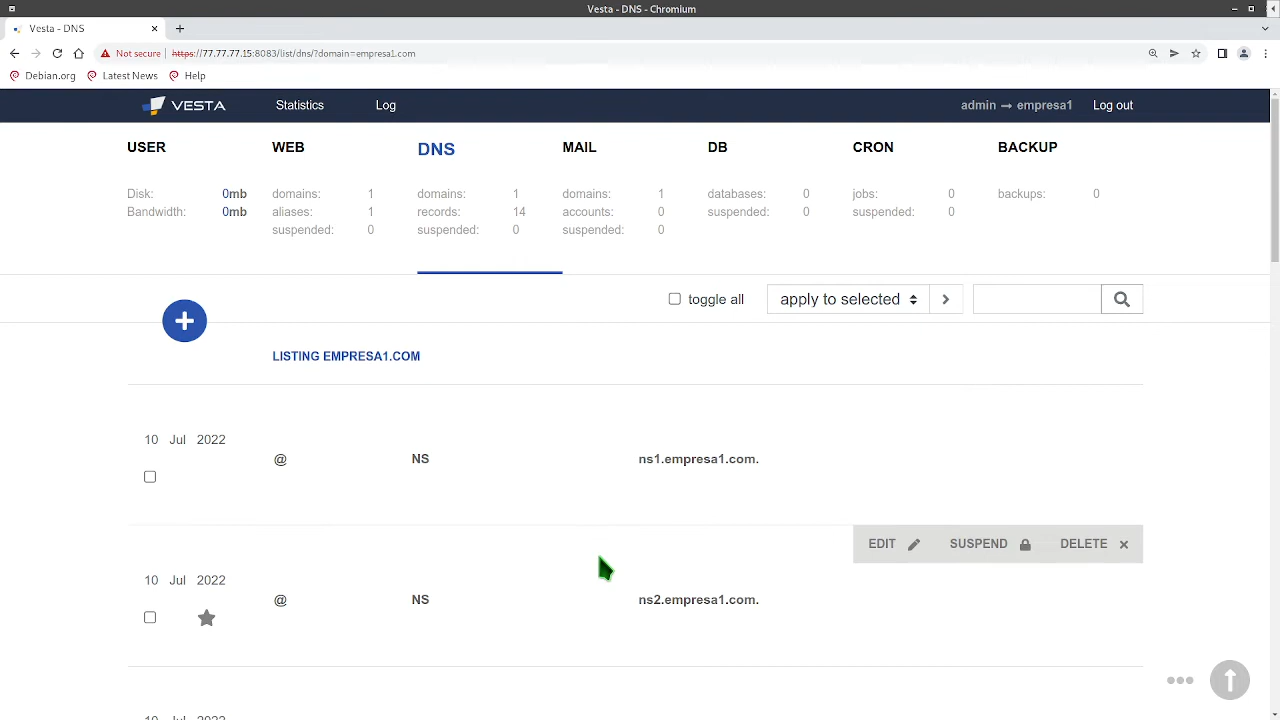 Vesta - DNS - Chromium
Vesta - DNS
Not secure https://77.77.77.15:8083/list/dns/?domain=empresa1.com
Debian.org Latest News Help
VESTA Statistics Log admin → empresa1 Log out
USER WEB DNS MAIL DB CRON BACKUP
Disk: 0mb domains: 1 domains: 1 domains: 1 databases: 0 jobs: 0 backups: 0
Bandwidth: 0mb aliases: 1 records: 14 accounts: 0 suspended: 0 suspended: 0
suspended: 0 suspended: 0 suspended: 0
toggle all apply to selected
LISTING EMPRESA1.COM
10 Jul 2022
@ NS ns1.empresa1.com.
EDIT SUSPEND DELETE
10 Jul 2022
@ NS ns2.empresa1.com.
10 Jul 2022